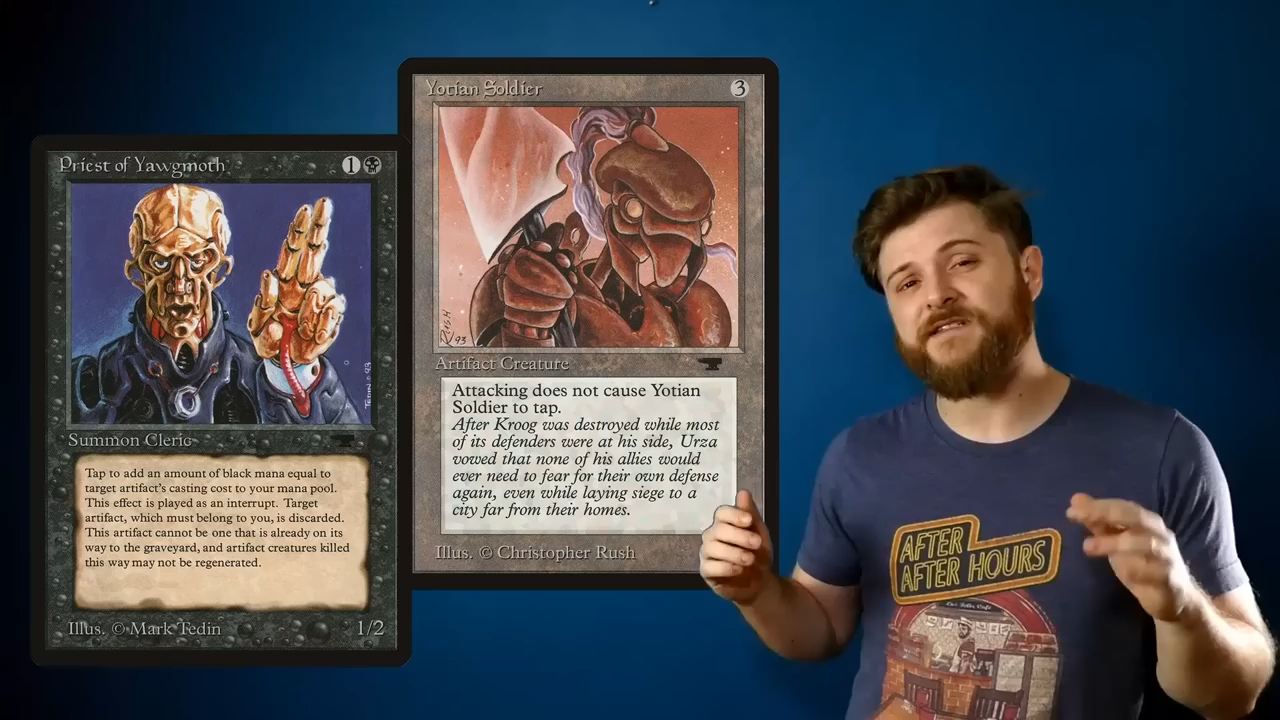 Priest of Yawgmoth 1
Summon Cleric
Tap to add an amount of black mana equal to
target artifact's casting cost to your mana pool.
This effect is played as an interrupt. Target
artifact, which must belong to you, is discarded.
This artifact cannot be one that is already on its
way to the graveyard, and artifact creatures killed
this way may not be regenerated.
Illus. © Mark Tedin 1/2
Yotian Soldier 3
RUSH 93
Artifact Creature
Attacking does not cause Yotian
Soldier to tap.
After Kroog was destroyed while most
of its defenders were at his side, Urza
vowed that none of his allies would
ever need to fear for their own defense
again, even while laying siege to a
city far from their homes.
Illus. © Christopher Rush
AFTER
AFTER HOURS